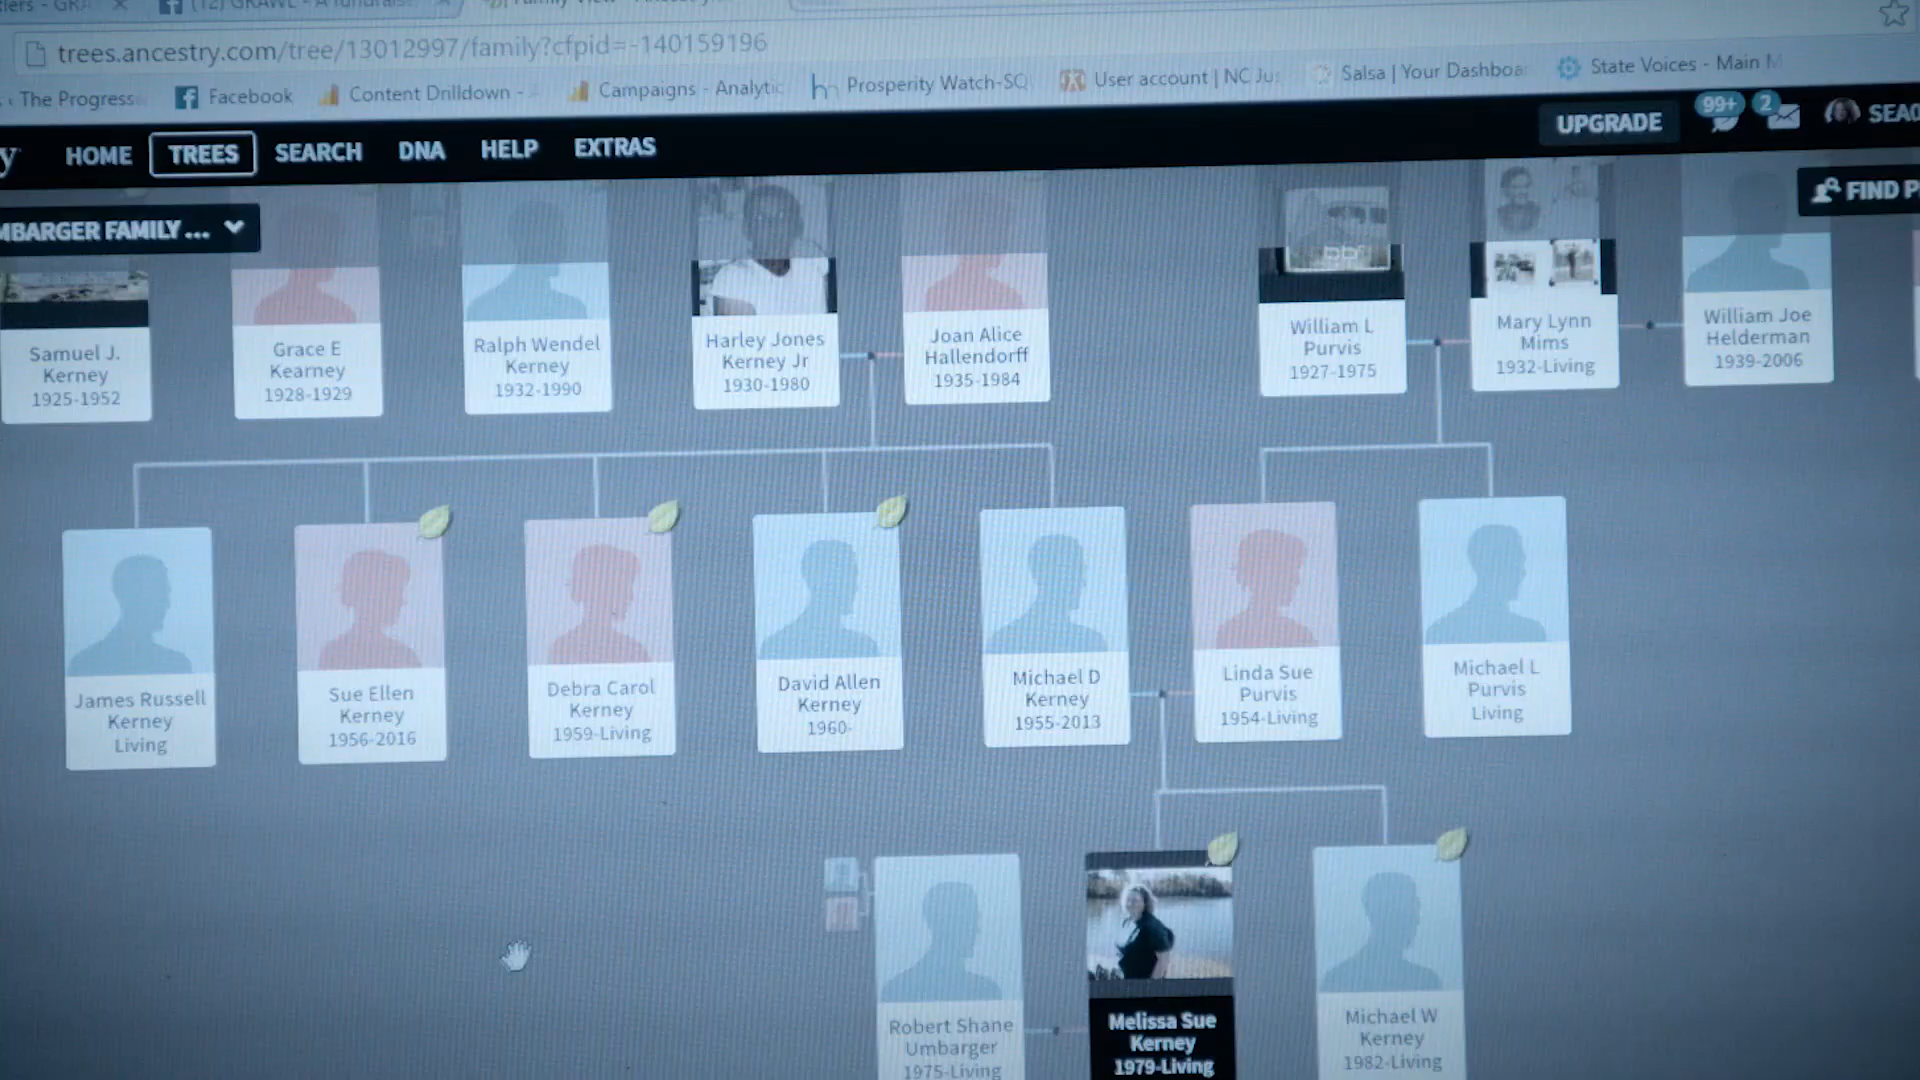 trees.ancestry.com/tree/13012997/family?cfpid=-140159196
The Progress
Facebook
Content Drilldown -
Campaigns - Analytic
Prosperity Watch-SQ
User account | NC Jus
Salsa | Your Dashboa
State Voices - Main M
HOME
TREES
SEARCH
DNA
HELP
EXTRAS
UPGRADE
99+
2
SEAC
MBARGER FAMILY ...
FIND P
Samuel J.
Kerney
1925-1952
Grace E
Kearney
1928-1929
Ralph Wendel
Kerney
1932-1990
Harley Jones
Kerney Jr
1930-1980
Joan Alice
Hallendorff
1935-1984
William L
Purvis
1927-1975
Mary Lynn
Mims
1932-Living
William Joe
Helderman
1939-2006
James Russell
Kerney
Living
Sue Ellen
Kerney
1956-2016
Debra Carol
Kerney
1959-Living
David Allen
Kerney
1960-
Michael D
Kerney
1955-2013
Linda Sue
Purvis
1954-Living
Michael L
Purvis
Living
Robert Shane
Umbarger
1975-Living
Melissa Sue
Kerney
1979-Living
Michael W
Kerney
1982-Living